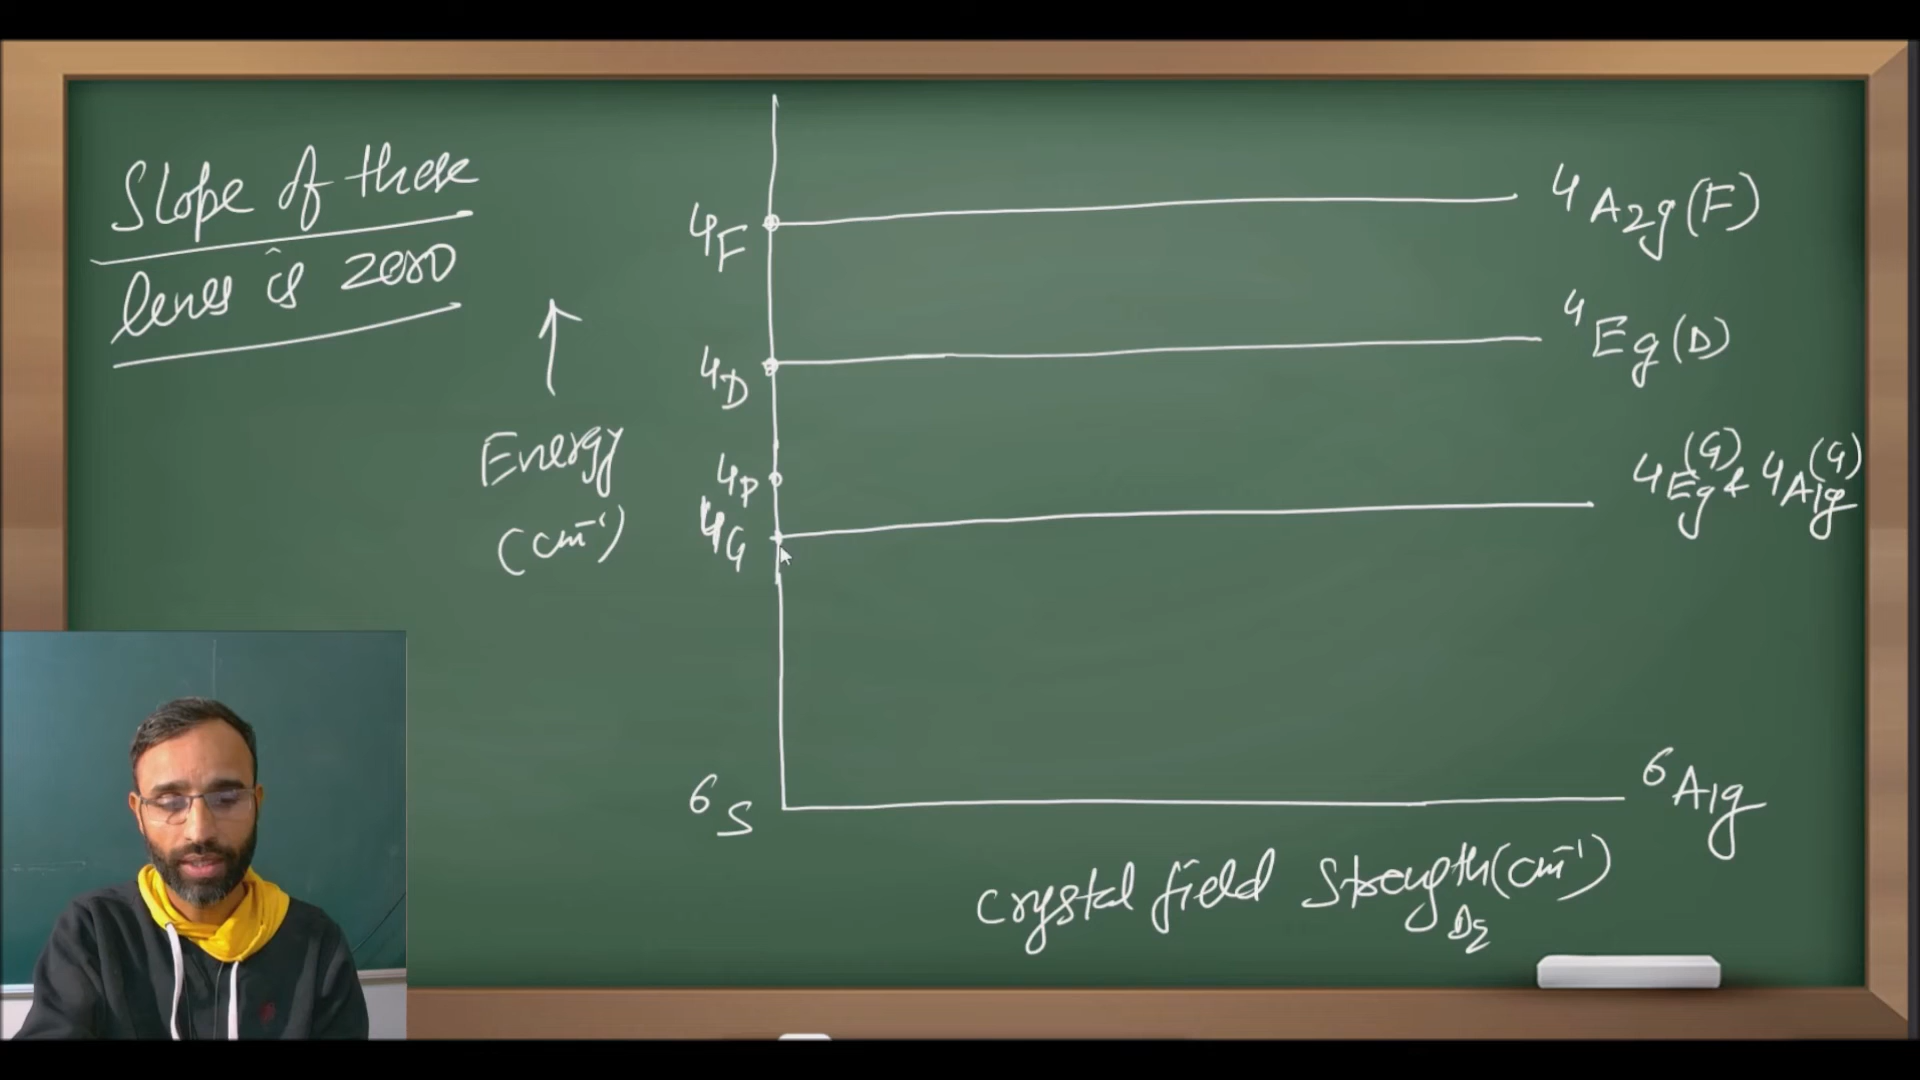 Slope of these
lines is zero
Energy
(cm⁻¹)
⁴F
⁴D
⁴P
⁴G
⁶S
⁴A₂g(F)
⁴Eg(D)
⁴Eg(G) & ⁴A₁g(G)
⁶A₁g
Crystal field Strength(cm⁻¹)
Dq